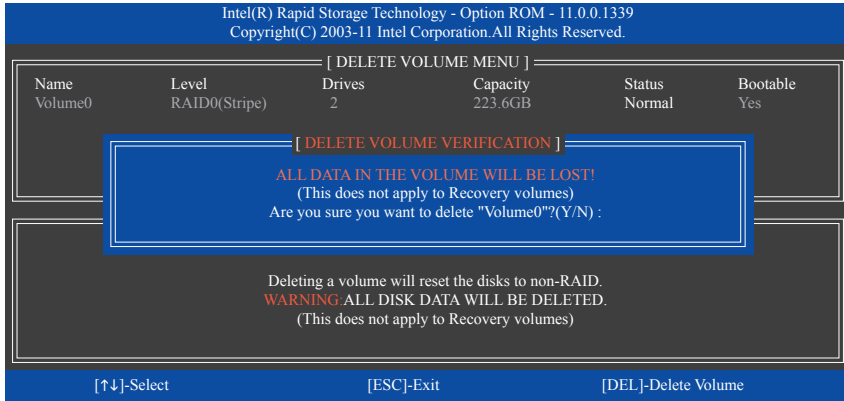 Intel(R) Rapid Storage Technology - Option ROM - 11.0.0.1339
Copyright(C) 2003-11 Intel Corporation.All Rights Reserved.
[ DELETE VOLUME MENU ]
Name Level Drives Capacity Status Bootable
Volume0 RAID0(Stripe) 2 223.6GB Normal Yes
[ DELETE VOLUME VERIFICATION ]
ALL DATA IN THE VOLUME WILL BE LOST!
(This does not apply to Recovery volumes)
Are you sure you want to delete "Volume0"?(Y/N) :
Deleting a volume will reset the disks to non-RAID.
WARNING:ALL DISK DATA WILL BE DELETED.
(This does not apply to Recovery volumes)
[↑↓]-Select [ESC]-Exit [DEL]-Delete Volume